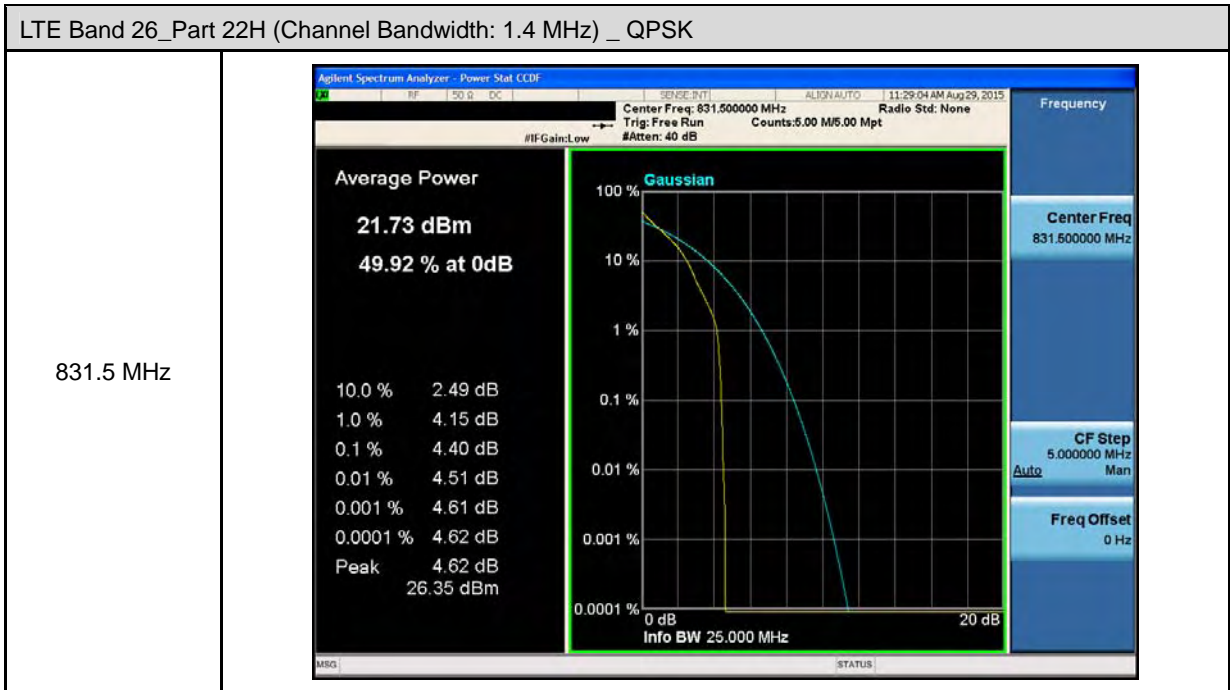 LTE Band 26_Part 22H (Channel Bandwidth: 1.4 MHz) _ QPSK
831.5 MHz
Agilent Spectrum Analyzer - Power Stat CCDF
RF 50 Ω DC SENSE:INT ALIGN AUTO 11:29:04 AM Aug 29, 2015
Center Freq: 831.500000 MHz Radio Std: None
Trig: Free Run Counts:5.00 M/5.00 Mpt
#IFGain:Low #Atten: 40 dB
Average Power
21.73 dBm
49.92 % at 0dB
10.0 % 2.49 dB
1.0 % 4.15 dB
0.1 % 4.40 dB
0.01 % 4.51 dB
0.001 % 4.61 dB
0.0001 % 4.62 dB
Peak 4.62 dB
26.35 dBm
Gaussian
100 %
10 %
1 %
0.1 %
0.01 %
0.001 %
0.0001 %
0 dB 20 dB
Info BW 25.000 MHz
Frequency
Center Freq
831.500000 MHz
CF Step
5.000000 MHz
Auto Man
Freq Offset
0 Hz
MSG STATUS